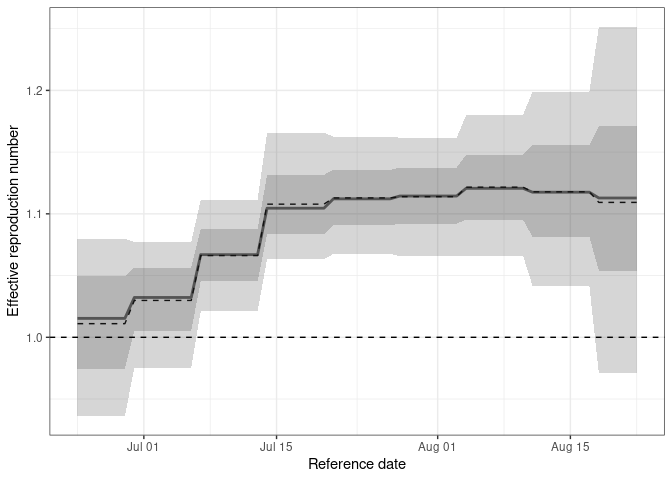 Effective reproduction number
1.2
1.1
1.0
Jul 01
Jul 15
Aug 01
Aug 15
Reference date